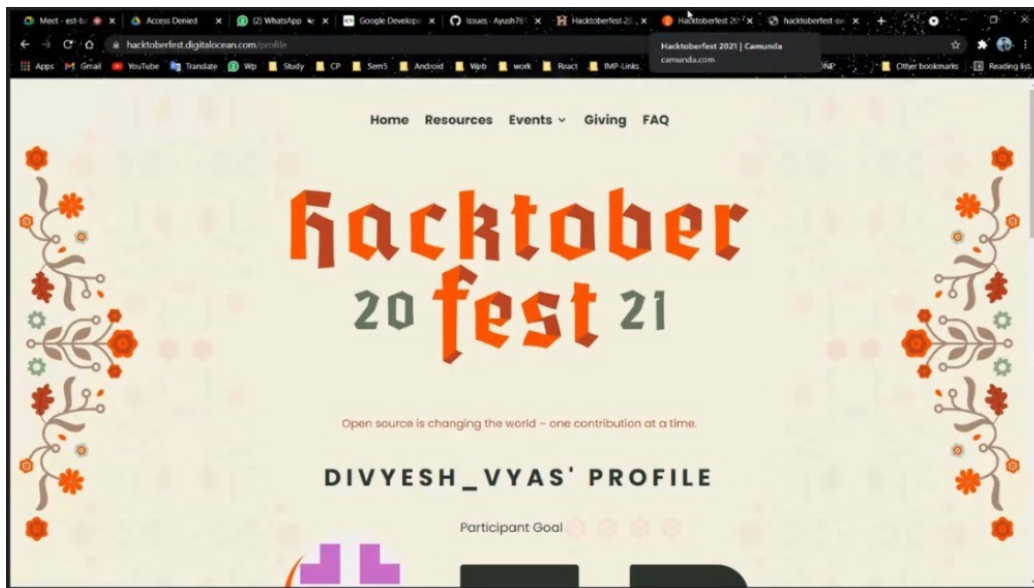 Meet - est-b
Access Denied
(2) WhatsApp
Google Develop
Issues · Ayush76
Hacktoberfest 20
Hacktoberfest 20
hacktoberfest-sw
hacktoberfest.digitalocean.com/profile
Hacktoberfest 2021 | Camunda
camunda.com
Apps Gmail YouTube Translate Wp Study CP Sem5 Android Web work React IMP-Links Other bookmarks Reading list
Home Resources Events Giving FAQ
hacktober
20 fest 21
Open source is changing the world – one contribution at a time.
DIVYESH_VYAS' PROFILE
Participant Goal